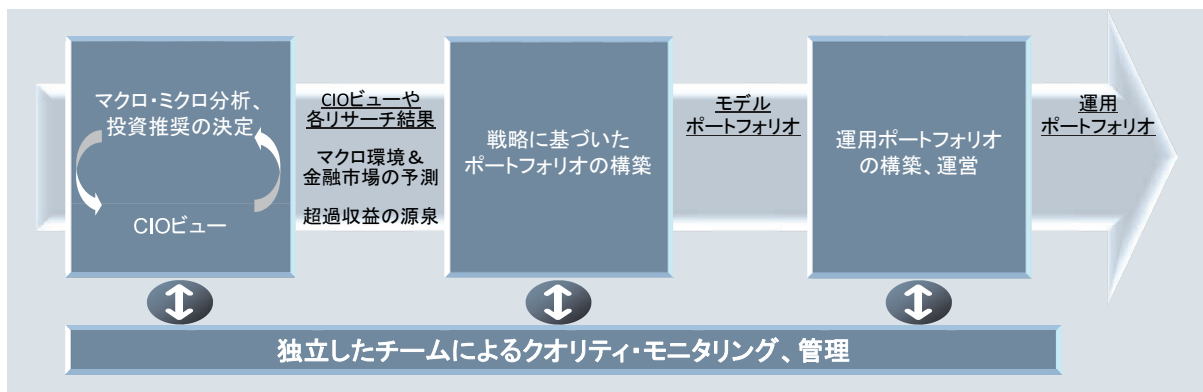 マクロ・ミクロ分析、
投資推奨の決定
CIOビュー
CIOビューや
各リサーチ結果
マクロ環境＆
金融市場の予測
超過収益の源泉
戦略に基づいた
ポートフォリオの構築
モデル
ポートフォリオ
運用ポートフォリオ
の構築、運営
運用
ポートフォリオ
独立したチームによるクオリティ・モニタリング、管理